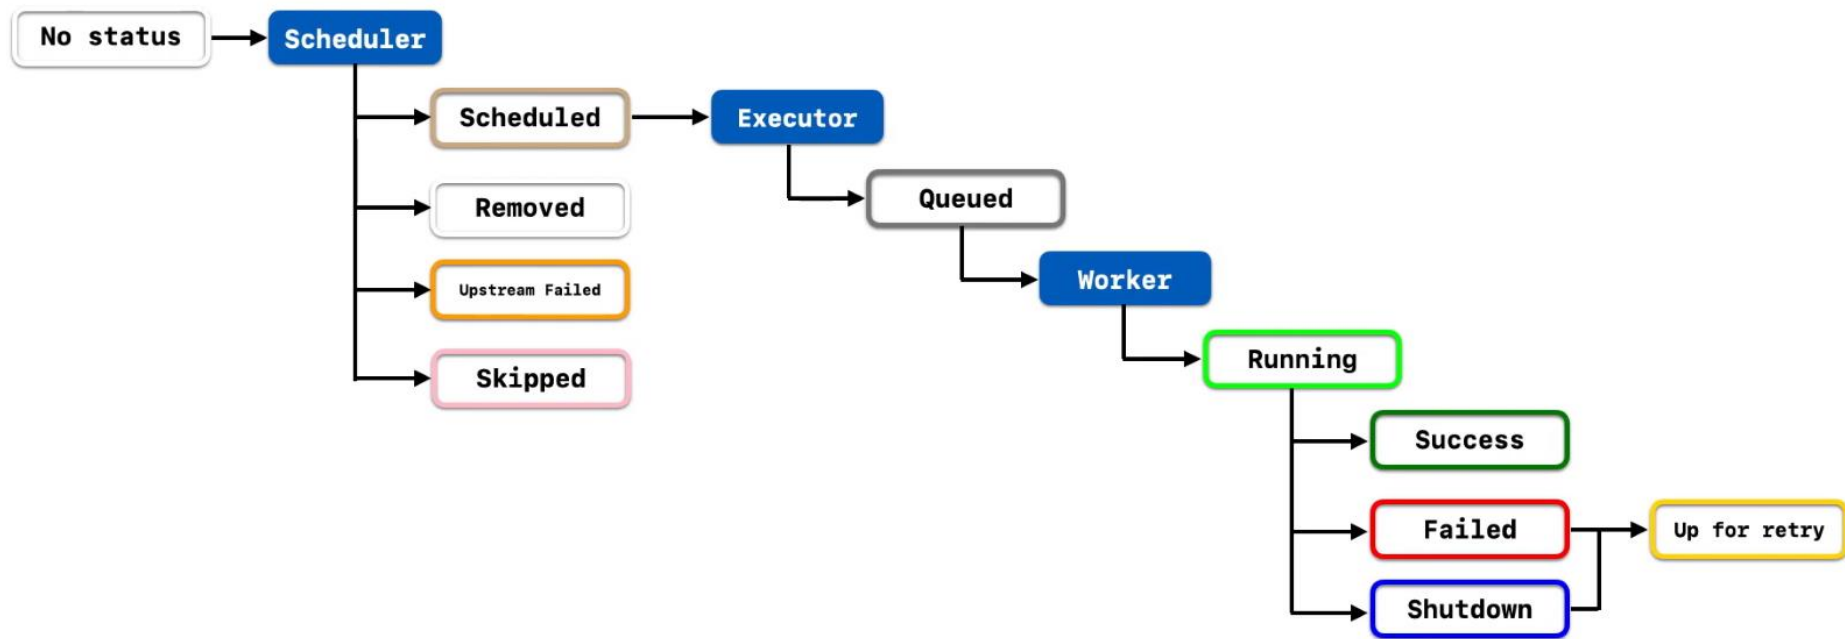 No status
Scheduler
Scheduled
Executor
Removed
Queued
Upstream Failed
Worker
Skipped
Running
Success
Failed
Up for retry
Shutdown